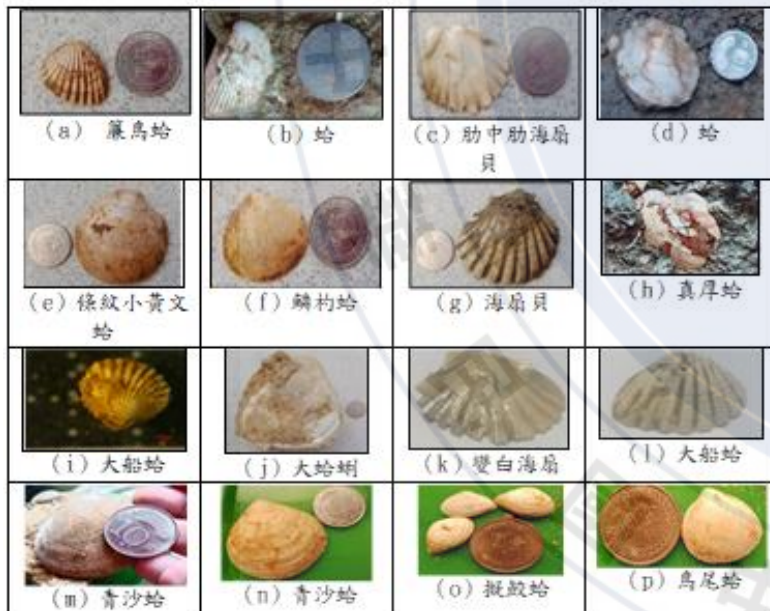 (a) 簾鳥蛤
(b) 蛤
(c) 肋中肋海扇
貝
(d) 蛤
(e) 條紋小黃文
蛤
(f) 鱗杓蛤
(g) 海扇貝
(h) 真厚蛤
(i) 大船蛤
(j) 大蛤蜊
(k) 變白海扇
(l) 大船蛤
(m) 青沙蛤
(n) 青沙蛤
(o) 擬鮫蛤
(p) 鳥尾蛤